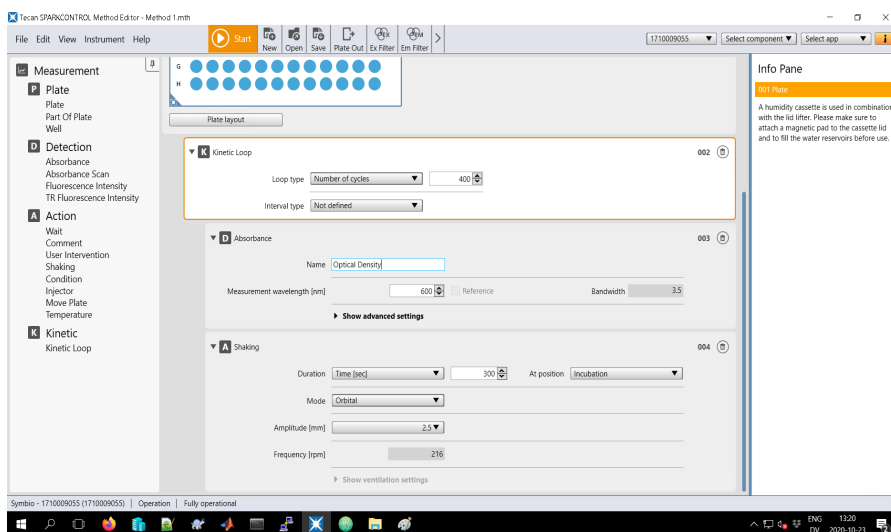 Tecan SPARKCONTROL Method Editor - Method 1.mth
File Edit View Instrument Help
Start
New Open Save Plate Out Ex Filter Em Filter
1710009055 Select component Select app
Measurement
P Plate
Plate
Part Of Plate
Well
D Detection
Absorbance
Absorbance Scan
Fluorescence Intensity
TR Fluorescence Intensity
A Action
Wait
Comment
User Intervention
Shaking
Condition
Injector
Move Plate
Temperature
K Kinetic
Kinetic Loop
G
H
Plate layout
K Kinetic Loop 002
Loop type Number of cycles 400
Interval type Not defined
D Absorbance 003
Name Optical Density
Measurement wavelength [nm] 600 Reference Bandwidth 3.5
Show advanced settings
A Shaking 004
Duration Time [sec] 300 At position Incubation
Mode Orbital
Amplitude [mm] 2.5
Frequency [rpm] 216
Show ventilation settings
Info Pane
001 Plate
A humidity cassette is used in combination
with the lid lifter. Please make sure to
attach a magnetic pad to the cassette lid
and to fill the water reservoirs before use.
Symbio - 1710009055 (1710009055) | Operation | Fully operational
ENG 13:20
DV 2020-10-23